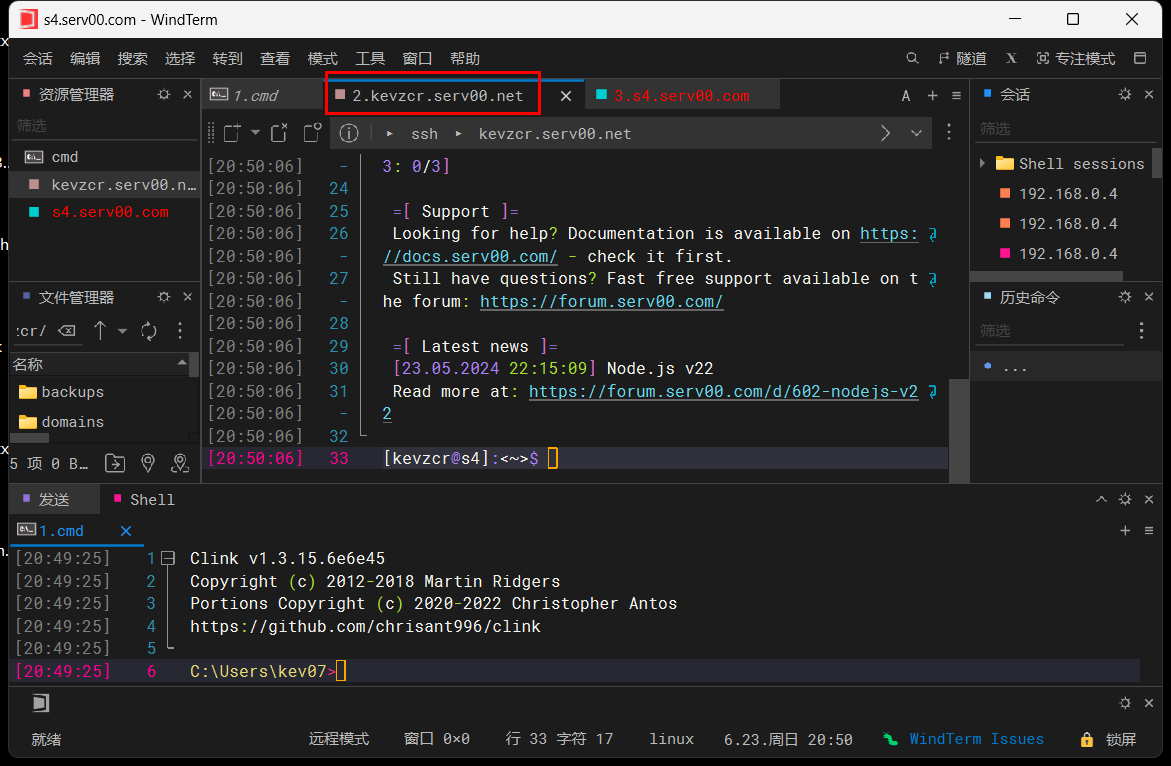 s4.serv00.com - WindTerm
会话 编辑 搜索 选择 转到 查看 模式 工具 窗口 帮助 隧道 X 专注模式
资源管理器
筛选
cmd
kevzcr.serv00.n...
s4.serv00.com
文件管理器
:cr/
名称
backups
domains
5 项 0 B...
1.cmd 2.kevzcr.serv00.net 3.s4.serv00.com A
ssh kevzcr.serv00.net
[20:50:06] - 3: 0/3]
[20:50:06] 24
[20:50:06] 25 =[ Support ]=
[20:50:06] 26 Looking for help? Documentation is available on https:
[20:50:06] - //docs.serv00.com/ - check it first.
[20:50:06] 27 Still have questions? Fast free support available on t
[20:50:06] - he forum: https://forum.serv00.com/
[20:50:06] 28
[20:50:06] 29 =[ Latest news ]=
[20:50:06] 30 [23.05.2024 22:15:09] Node.js v22
[20:50:06] 31 Read more at: https://forum.serv00.com/d/602-nodejs-v2
[20:50:06] - 2
[20:50:06] 32
[20:50:06] 33 [kevzcr@s4]:<~>$
会话
筛选
Shell sessions
192.168.0.4
192.168.0.4
192.168.0.4
历史命令
筛选
...
发送 Shell
1.cmd
[20:49:25] 1 Clink v1.3.15.6e6e45
[20:49:25] 2 Copyright (c) 2012-2018 Martin Ridgers
[20:49:25] 3 Portions Copyright (c) 2020-2022 Christopher Antos
[20:49:25] 4 https://github.com/chrisant996/clink
[20:49:25] 5
[20:49:25] 6 C:\Users\kev07>
就绪 远程模式 窗口 0×0 行 33 字符 17 linux 6.23.周日 20:50 WindTerm Issues 锁屏